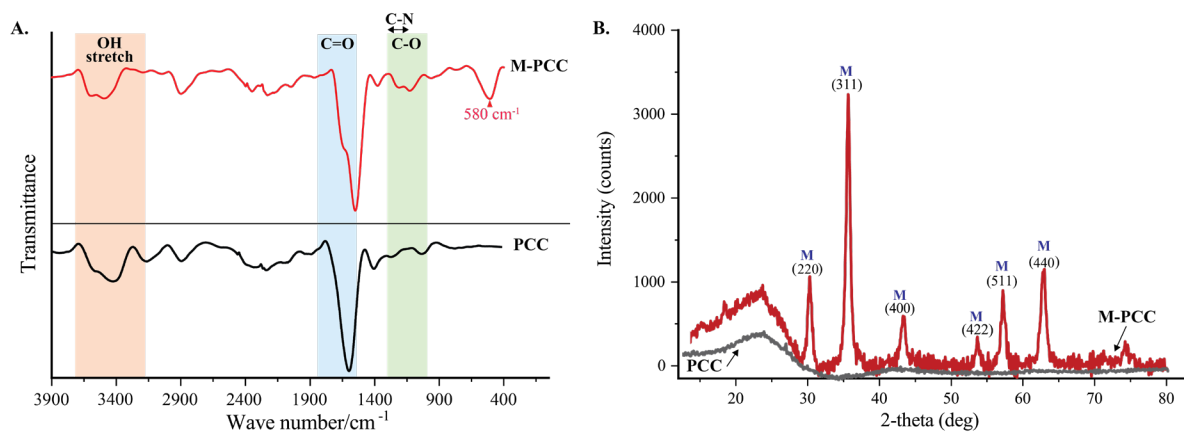 A.
OH
stretch
C=O
C-N
C-O
M-PCC
580 cm⁻¹
PCC
Transmittance
3900 3400 2900 2400 1900 1400 900 400
Wave number/cm⁻¹
B.
4000
3000
2000
1000
0
Intensity (counts)
M
(220)
M
(311)
M
(400)
M
(422)
M
(511)
M
(440)
M-PCC
PCC
20 30 40 50 60 70 80
2-theta (deg)